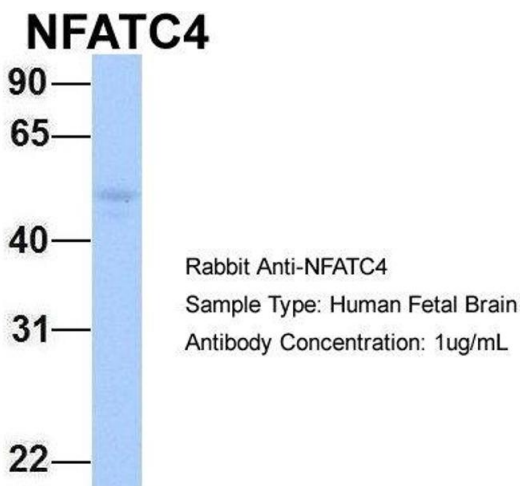 NFATC4
90
65
40
31
22
Rabbit Anti-NFATC4
Sample Type: Human Fetal Brain
Antibody Concentration: 1ug/mL